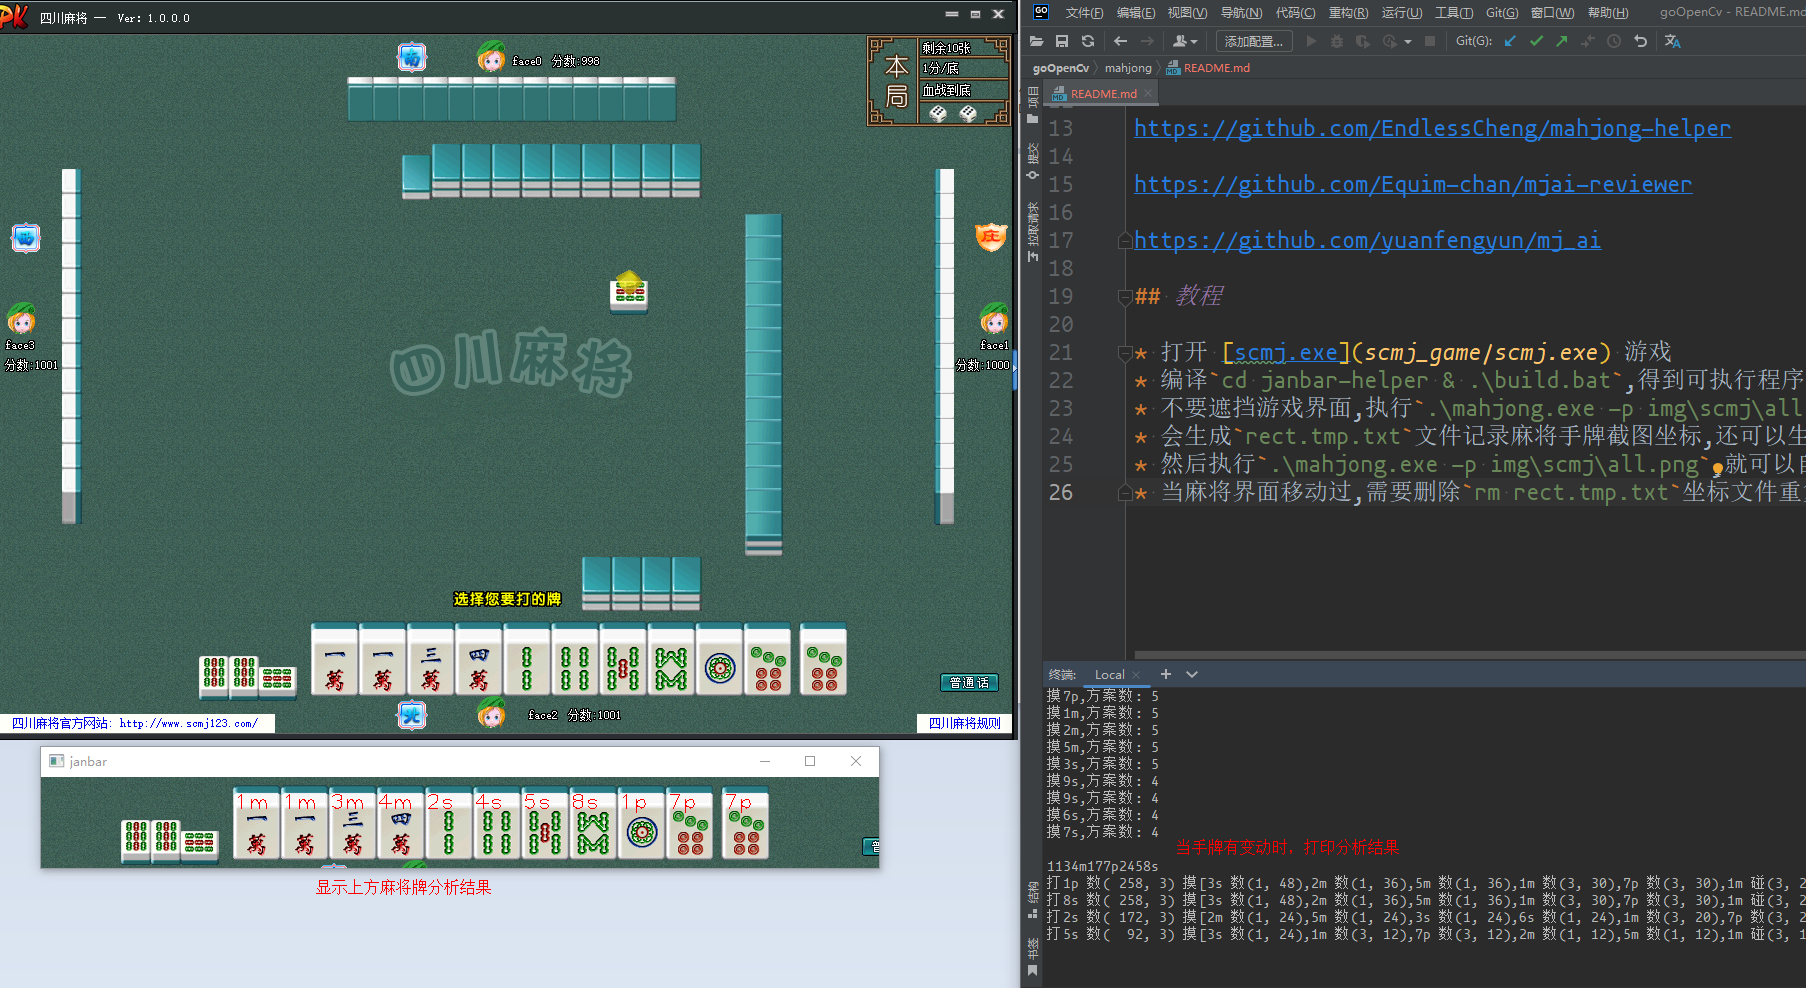 PK 四川麻将 — Ver: 1.0.0.0
南
face0 分数:998
本局
剩余10张
1分/底
血战到底
庄
face3
分数:1001
face1
分数:1000
四川麻将
选择您要打的牌
一萬 一萬 三萬 四萬
普通话
北
face2 分数:1001
四川麻将官方网站: http://www.scmj123.com/
四川麻将规则
janbar
1m 1m 3m 4m 2s 4s 5s 8s 1p 7p 7p
一萬 一萬 三萬 四萬
普
显示上方麻将牌分析结果
GO 文件(F) 编辑(E) 视图(V) 导航(N) 代码(C) 重构(R) 运行(U) 工具(T) Git(G) 窗口(W) 帮助(H) goOpenCv - README.md
添加配置... Git(G):
goOpenCv mahjong README.md
README.md
项目
提交
拉取请求
结构
书签
13 https://github.com/EndlessCheng/mahjong-helper
14
15 https://github.com/Equim-chan/mjai-reviewer
16
17 https://github.com/yuanfengyun/mj_ai
18
19 ## 教程
20
21 * 打开 [scmj.exe](scmj_game/scmj.exe) 游戏
22 * 编译`cd janbar-helper & .\build.bat`,得到可执行程序
23 * 不要遮挡游戏界面,执行`.\mahjong.exe -p img\scmj\all
24 * 会生成`rect.tmp.txt`文件记录麻将手牌截图坐标,还可以生
25 * 然后执行`.\mahjong.exe -p img\scmj\all.png`,就可以自
26 * 当麻将界面移动过,需要删除`rm rect.tmp.txt`坐标文件重
终端: Local
摸7p,方案数: 5
摸1m,方案数: 5
摸2m,方案数: 5
摸5m,方案数: 5
摸3s,方案数: 5
摸9s,方案数: 4
摸9s,方案数: 4
摸6s,方案数: 4
摸7s,方案数: 4
当手牌有变动时，打印分析结果
1134m177p2458s
打1p 数( 258, 3) 摸[3s 数(1, 48),2m 数(1, 36),5m 数(1, 36),1m 数(3, 30),7p 数(3, 30),1m 碰(3, 2
打8s 数( 258, 3) 摸[3s 数(1, 48),2m 数(1, 36),5m 数(1, 36),1m 数(3, 30),7p 数(3, 30),1m 碰(3, 2
打2s 数( 172, 3) 摸[2m 数(1, 24),5m 数(1, 24),3s 数(1, 24),6s 数(1, 24),1m 数(3, 20),7p 数(3, 2
打5s 数(  92, 3) 摸[3s 数(1, 24),1m 数(3, 12),7p 数(3, 12),2m 数(1, 12),5m 数(1, 12),1m 碰(3, 1